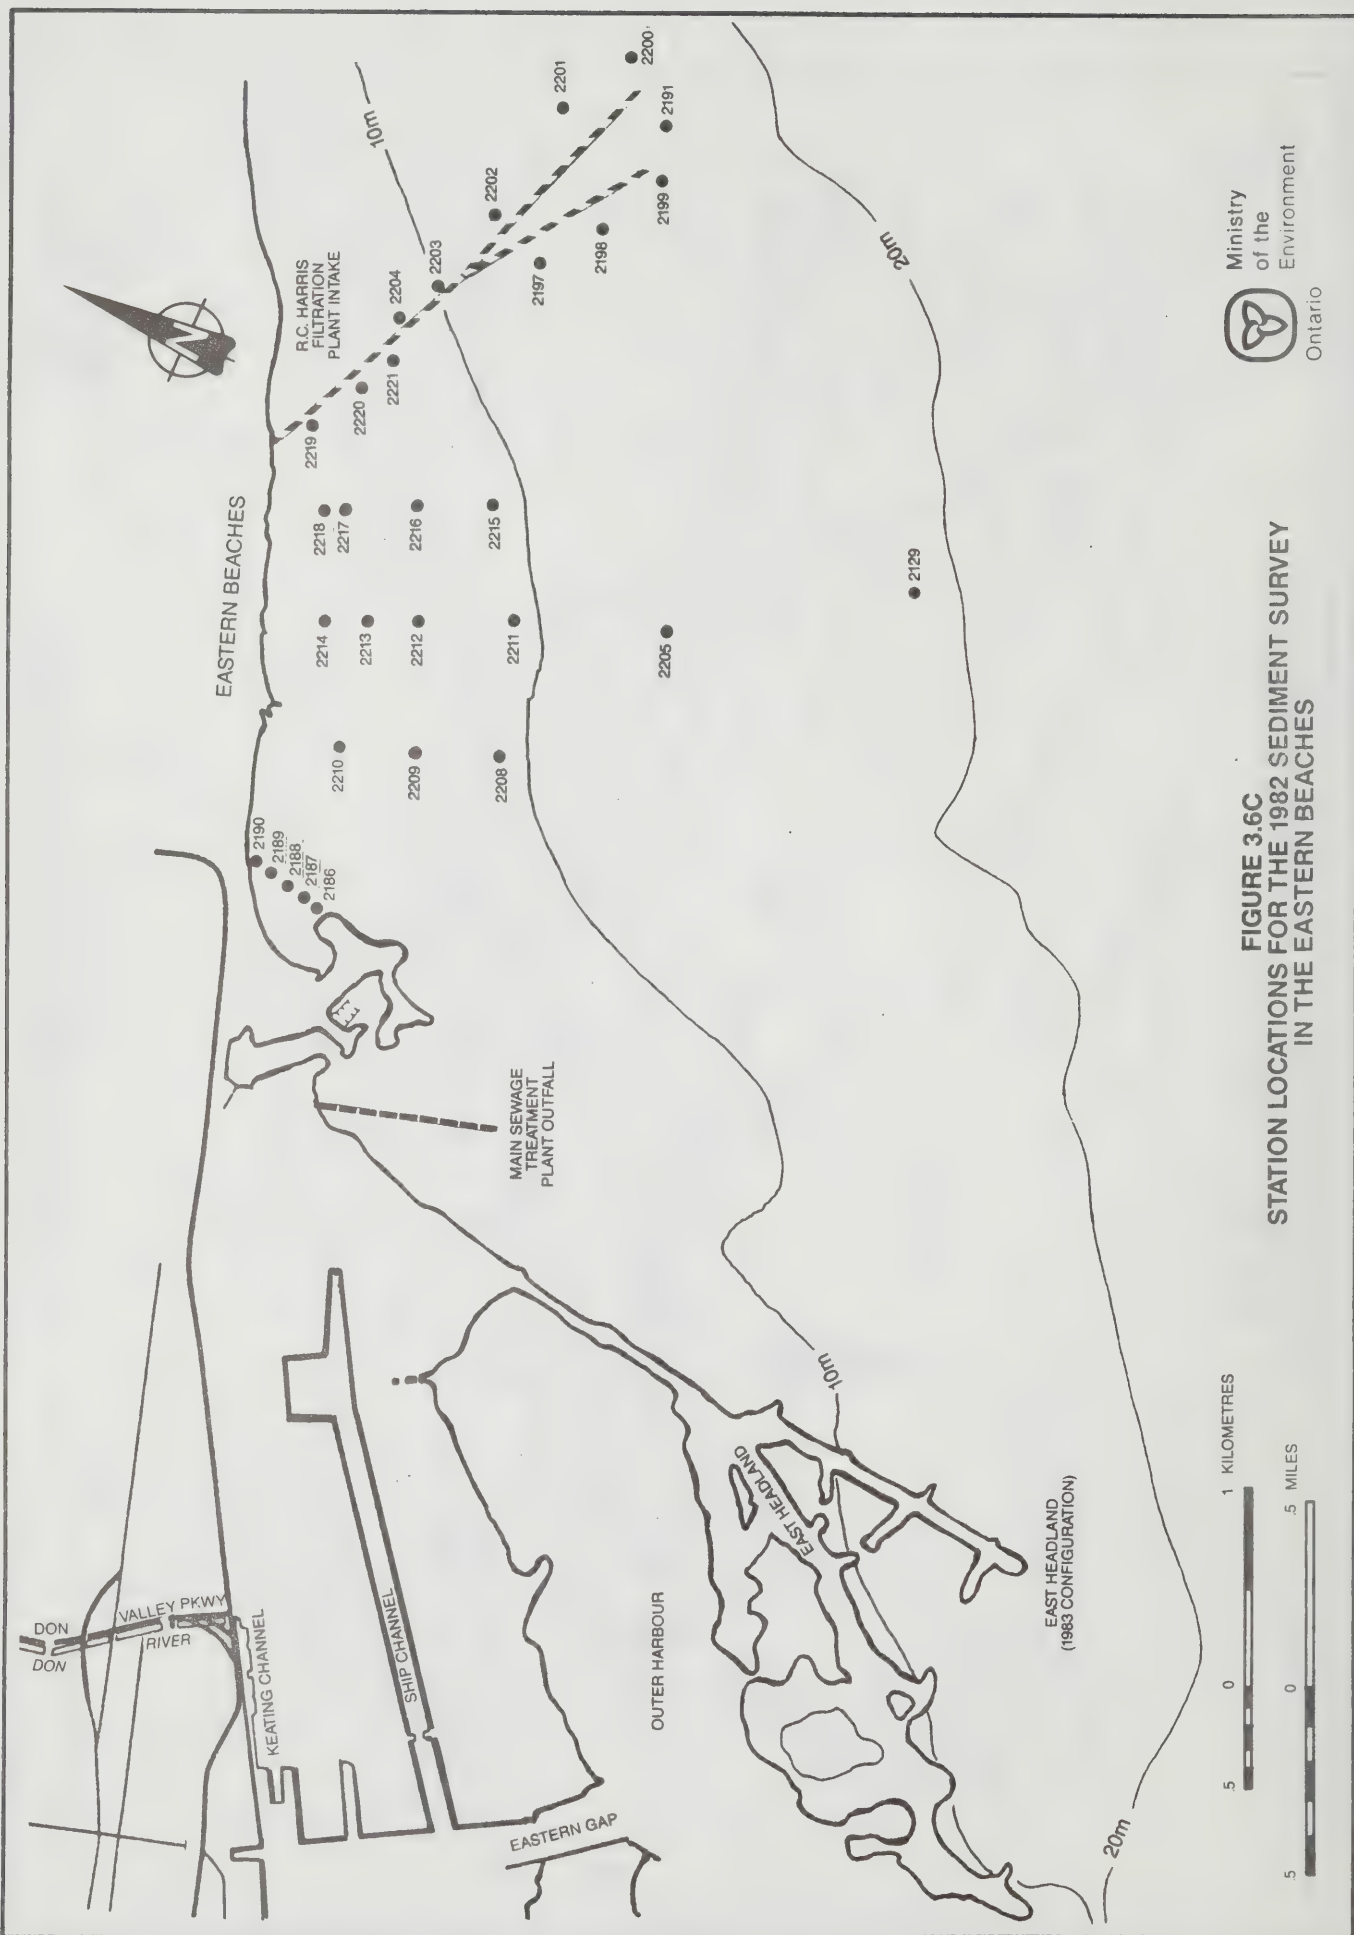 DON
DON
VALLEY PKWY
RIVER
KEATING CHANNEL
SHIP CHANNEL
EASTERN GAP
OUTER HARBOUR
EAST HEADLAND
EAST HEADLAND
(1983 CONFIGURATION)
MAIN SEWAGE
TREATMENT
PLANT OUTFALL
EASTERN BEACHES
R.C. HARRIS
FILTRATION
PLANT INTAKE
N
2190
2189
2188
2187
2186
2210
2209
2208
2214
2213
2212
2211
2205
2218
2217
2216
2215
2129
2219
2220
2221
2204
2203
2202
2201
2200
2191
2199
2198
2197
10m
10m
20m
20m
.5 0 1 KILOMETRES
.5 0 .5 MILES
FIGURE 3.6C
STATION LOCATIONS FOR THE 1982 SEDIMENT SURVEY
IN THE EASTERN BEACHES
Ministry
of the
Environment
Ontario